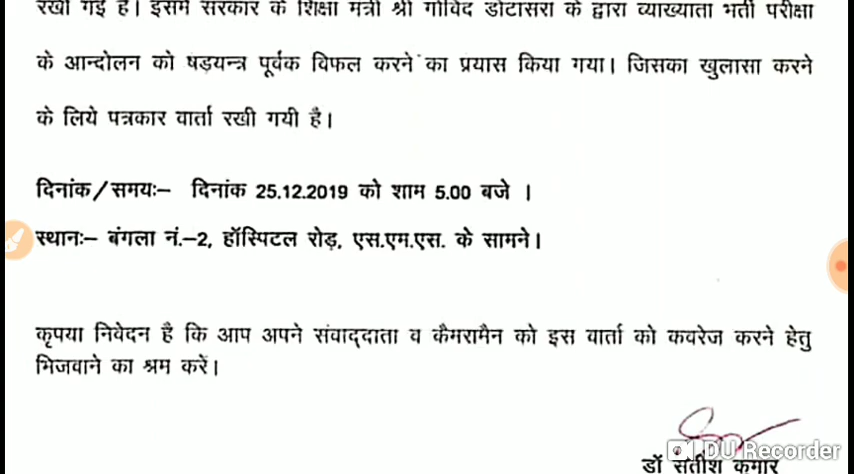 रखी गई है। इसमें सरकार के शिक्षा मंत्री श्री गोविंद डोटासरा के द्वारा व्याख्याता भर्ती परीक्षा
के आन्दोलन को षड़यन्त्र पूर्वक विफल करने का प्रयास किया गया। जिसका खुलासा करने
के लिये पत्रकार वार्ता रखी गयी है।
दिनांक/समयः– दिनांक 25.12.2019 को शाम 5.00 बजे ।
स्थानः– बंगला नं.–2, हॉस्पिटल रोड़, एस.एम.एस. के सामने।
कृपया निवेदन है कि आप अपने संवाद्दाता व कैमरामैन को इस वार्ता को कवरेज करने हेतु
भिजवाने का श्रम करें।
DU Recorder
डॉ सतीश कुमार